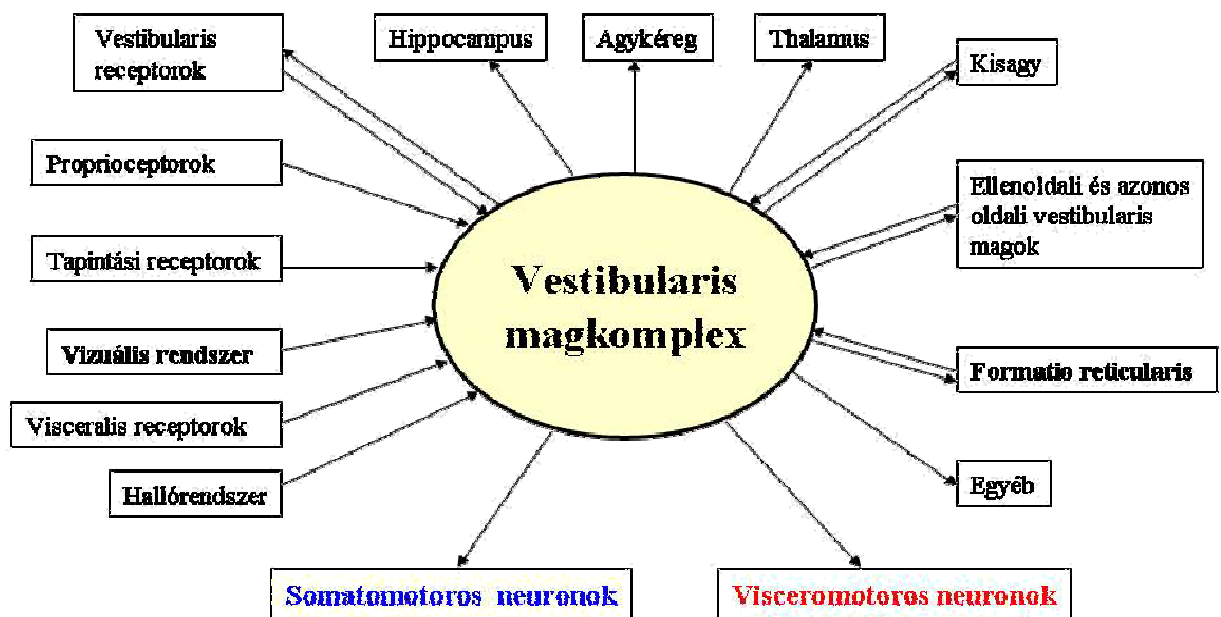 Vestibularis
receptorok
Hippocampus
Agykéreg
Thalamus
Kisagy
Proprioceptorok
Ellenoldali és azonos
oldali vestibularis
magok
Tapintási receptorok
Vestibularis
magkomplex
Vizuális rendszer
Formatio reticularis
Visceralis receptorok
Hallórendszer
Egyéb
Somatomotoros neuronok
Visceromotoros neuronok